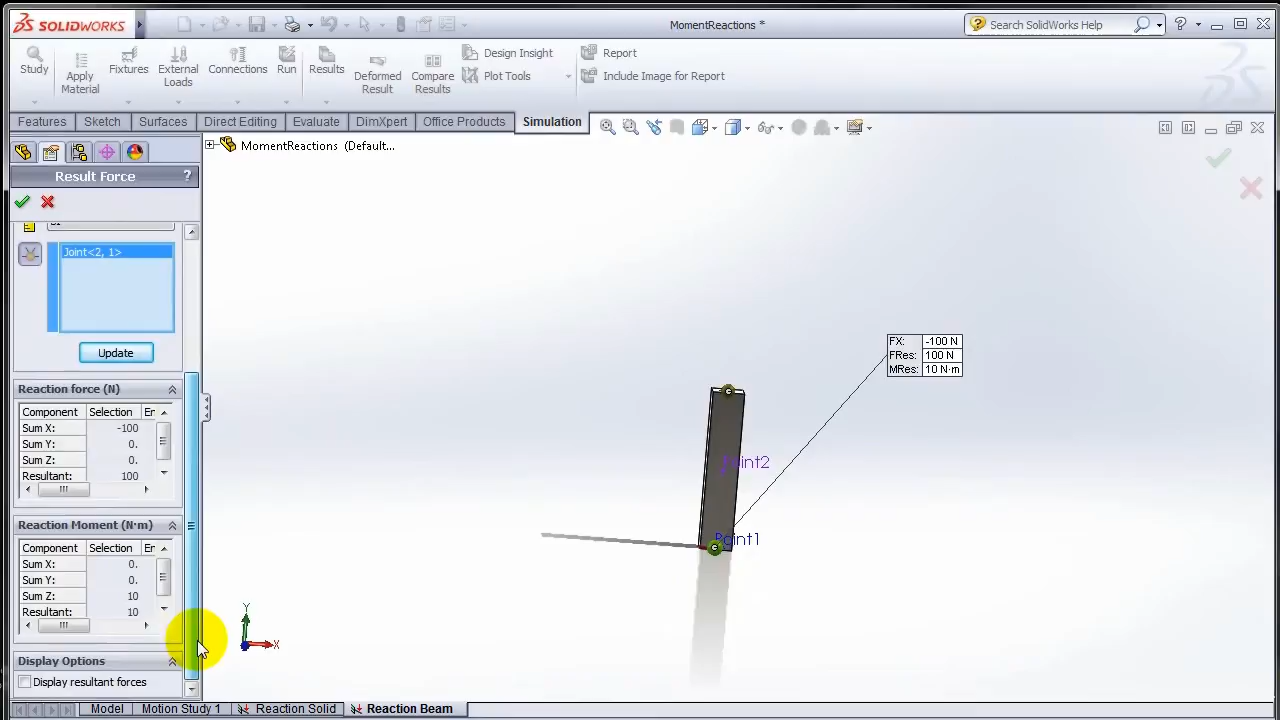 SOLIDWORKS
MomentReactions *
Search SolidWorks Help
Study
Apply Material
Fixtures
External Loads
Connections
Run
Results
Deformed Result
Compare Results
Design Insight
Plot Tools
Report
Include Image for Report
Features
Sketch
Surfaces
Direct Editing
Evaluate
DimXpert
Office Products
Simulation
MomentReactions (Default...
Result Force
?
Joint<2, 1>
Update
Reaction force (N)
Component Selection En
Sum X: -100
Sum Y: 0.
Sum Z: 0.
Resultant: 100
Reaction Moment (N·m)
Component Selection En
Sum X: 0.
Sum Y: 0.
Sum Z: 10
Resultant: 10
Display Options
Display resultant forces
FX: -100 N
FRes: 100 N
MRes: 10 N·m
Point2
Point1
Y
X
Model
Motion Study 1
Reaction Solid
Reaction Beam